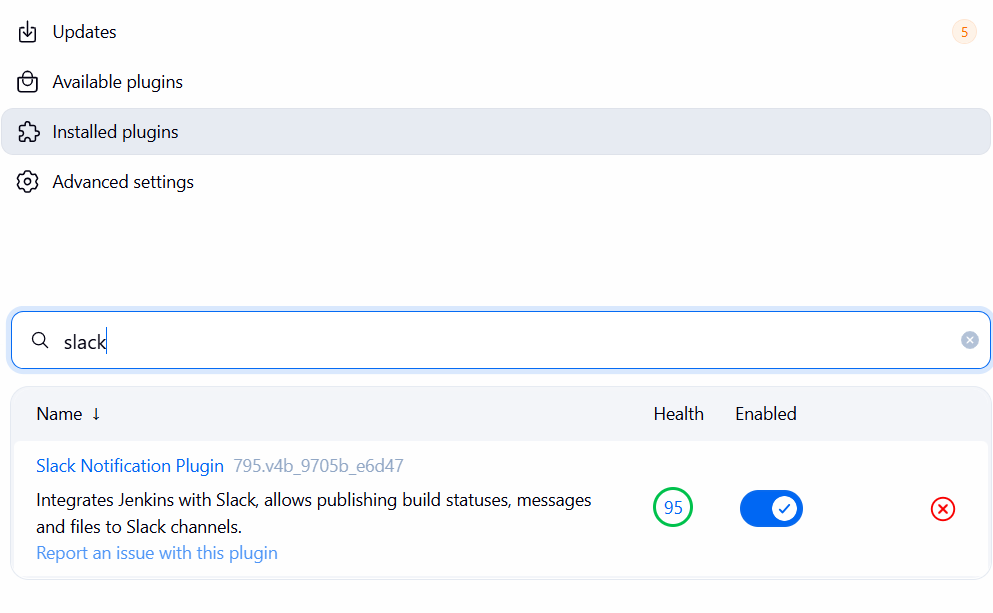 Updates 5
Available plugins
Installed plugins
Advanced settings
slack
Name ↓ Health Enabled
Slack Notification Plugin 795.v4b_9705b_e6d47
Integrates Jenkins with Slack, allows publishing build statuses, messages
and files to Slack channels.
95
Report an issue with this plugin